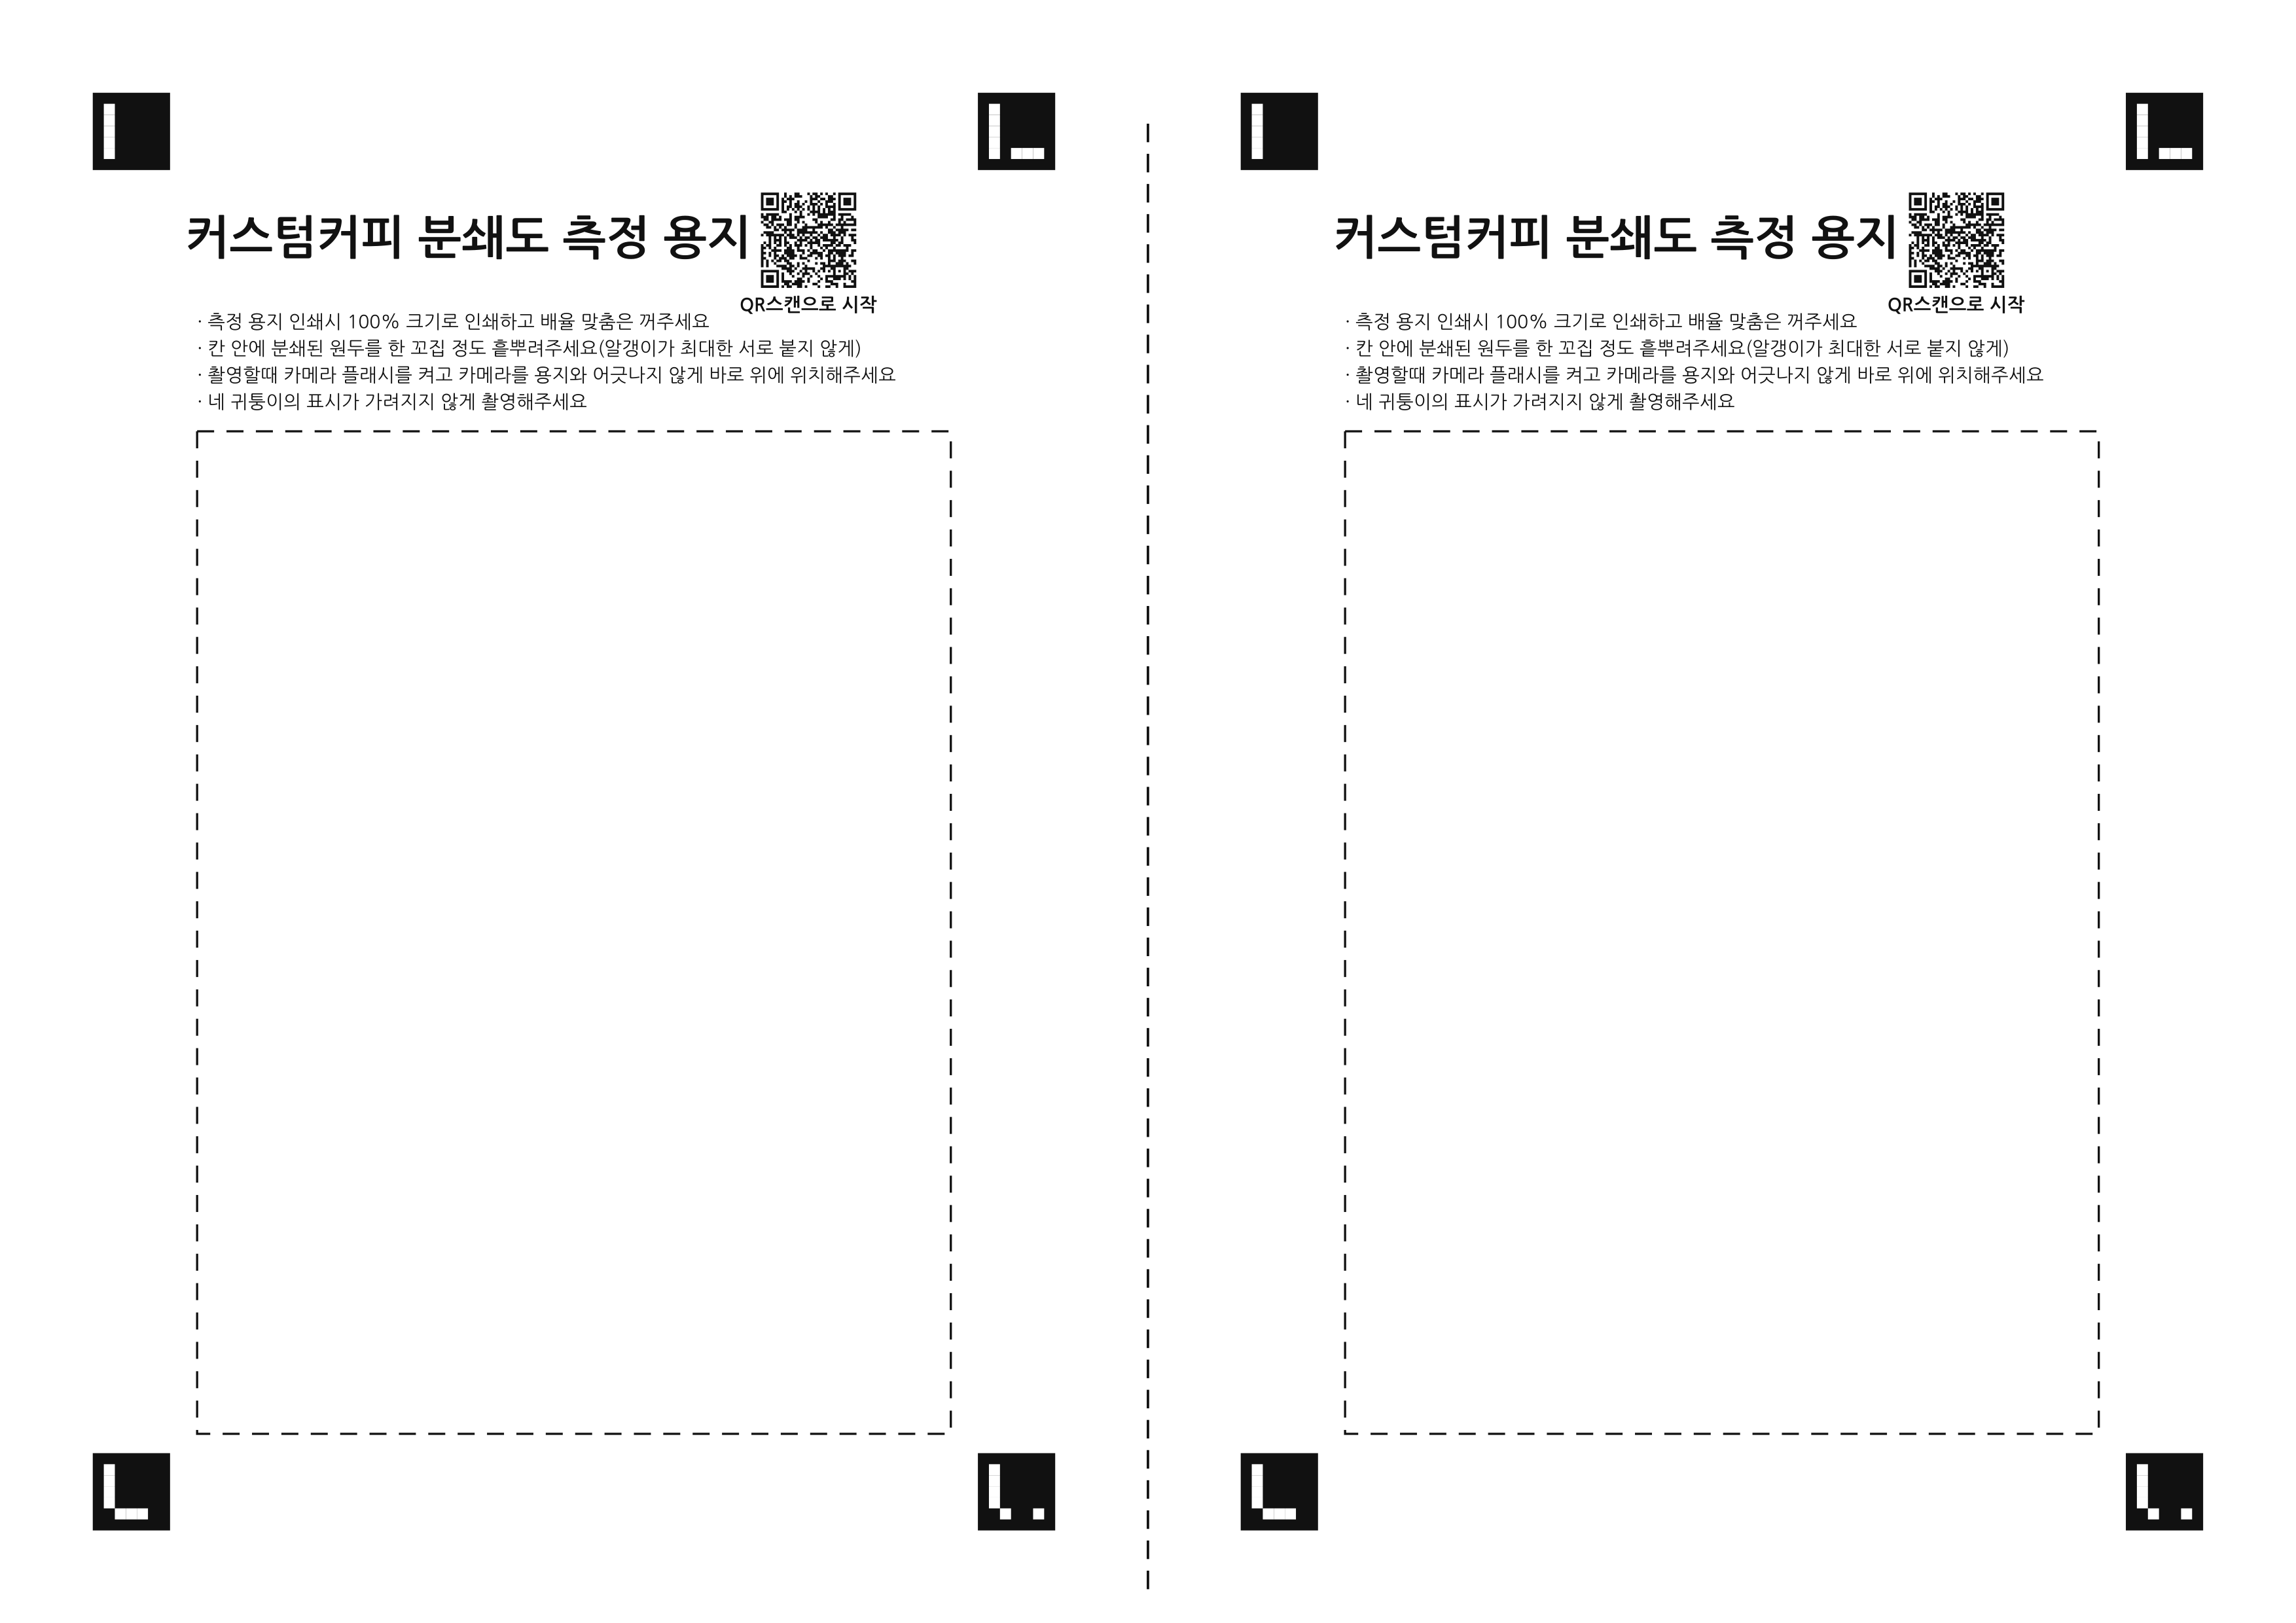 커스텀커피 분쇄도 측정 용지
QR스캔으로 시작
· 측정 용지 인쇄시 100% 크기로 인쇄하고 배율 맞춤은 꺼주세요
· 칸 안에 분쇄된 원두를 한 꼬집 정도 흩뿌려주세요(알갱이가 최대한 서로 붙지 않게)
· 촬영할때 카메라 플래시를 켜고 카메라를 용지와 어긋나지 않게 바로 위에 위치해주세요
· 네 귀퉁이의 표시가 가려지지 않게 촬영해주세요
커스텀커피 분쇄도 측정 용지
QR스캔으로 시작
· 측정 용지 인쇄시 100% 크기로 인쇄하고 배율 맞춤은 꺼주세요
· 칸 안에 분쇄된 원두를 한 꼬집 정도 흩뿌려주세요(알갱이가 최대한 서로 붙지 않게)
· 촬영할때 카메라 플래시를 켜고 카메라를 용지와 어긋나지 않게 바로 위에 위치해주세요
· 네 귀퉁이의 표시가 가려지지 않게 촬영해주세요